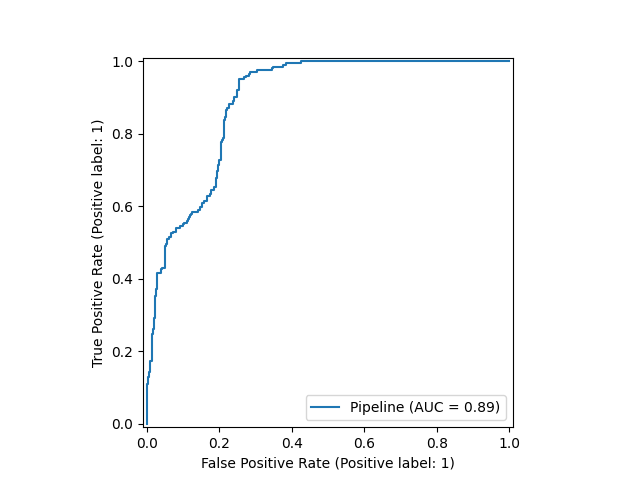 1.0
0.8
0.6
0.4
0.2
0.0
True Positive Rate (Positive label: 1)
Pipeline (AUC = 0.89)
0.0 0.2 0.4 0.6 0.8 1.0
False Positive Rate (Positive label: 1)